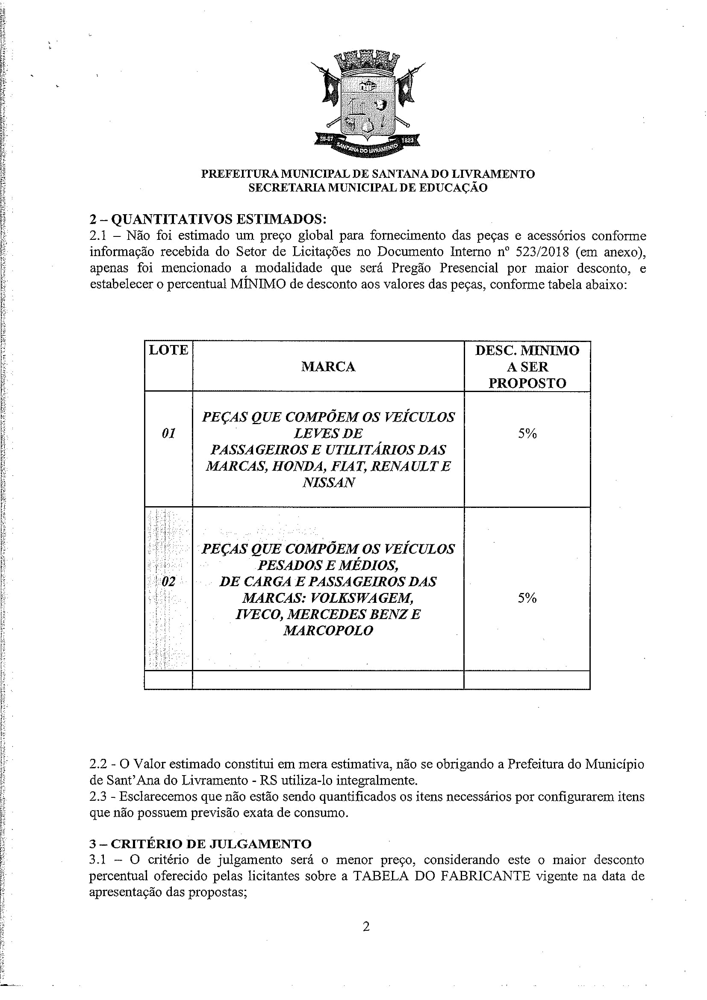 30-07
1823
SANT'ANA DO LIVRAMENTO
PREFEITURA MUNICIPAL DE SANTANA DO LIVRAMENTO
SECRETARIA MUNICIPAL DE EDUCAÇÃO
2 – QUANTITATIVOS ESTIMADOS:
2.1 – Não foi estimado um preço global para fornecimento das peças e acessórios conforme
informação recebida do Setor de Licitações no Documento Interno nº 523/2018 (em anexo),
apenas foi mencionado a modalidade que será Pregão Presencial por maior desconto, e
estabelecer o percentual MÍNIMO de desconto aos valores das peças, conforme tabela abaixo:
LOTE
MARCA
DESC. MINIMO
A SER
PROPOSTO
01
PEÇAS QUE COMPÕEM OS VEÍCULOS
LEVES DE
PASSAGEIROS E UTILITÁRIOS DAS
MARCAS, HONDA, FIAT, RENAULT E
NISSAN
5%
02
PEÇAS QUE COMPÕEM OS VEÍCULOS
PESADOS E MÉDIOS,
DE CARGA E PASSAGEIROS DAS
MARCAS: VOLKSWAGEM,
IVECO, MERCEDES BENZ E
MARCOPOLO
5%
2.2 - O Valor estimado constitui em mera estimativa, não se obrigando a Prefeitura do Município
de Sant'Ana do Livramento - RS utiliza-lo integralmente.
2.3 - Esclarecemos que não estão sendo quantificados os itens necessários por configurarem itens
que não possuem previsão exata de consumo.
3 – CRITÉRIO DE JULGAMENTO
3.1 – O critério de julgamento será o menor preço, considerando este o maior desconto
percentual oferecido pelas licitantes sobre a TABELA DO FABRICANTE vigente na data de
apresentação das propostas;
2